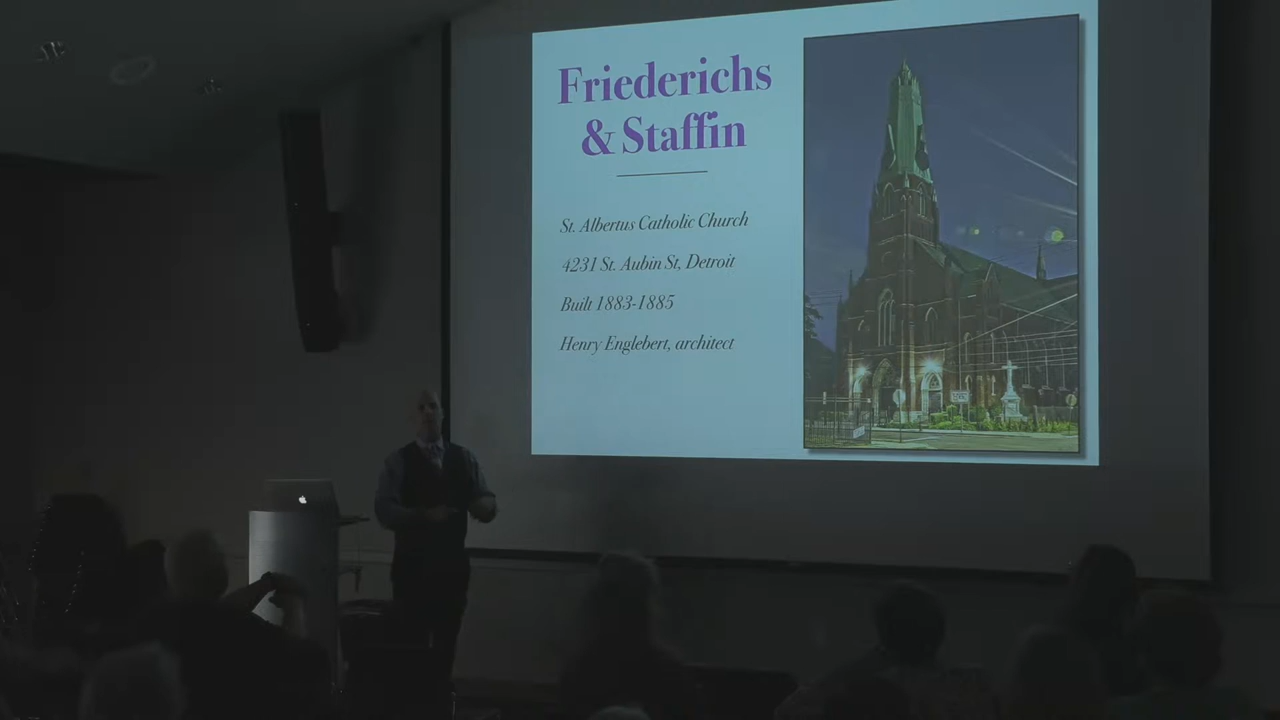 Friederichs
& Staffin
St. Albertus Catholic Church
4231 St. Aubin St, Detroit
Built 1883-1885
Henry Englebert, architect